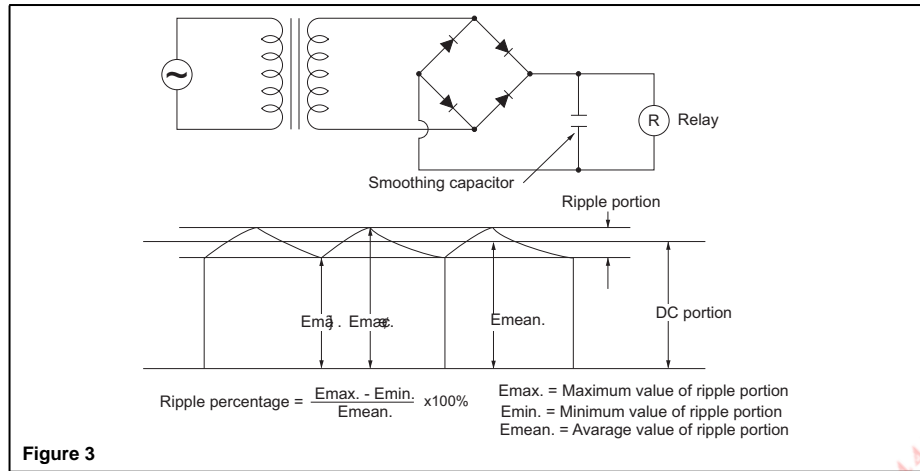 R Relay
Smoothing capacitor
Ripple portion
Emean.
DC portion
Ripple percentage = Emax. - Emin. / Emean. x100%
Emax. = Maximum value of ripple portion
Emin. = Minimum value of ripple portion
Emean. = Avarage value of ripple portion
Figure 3